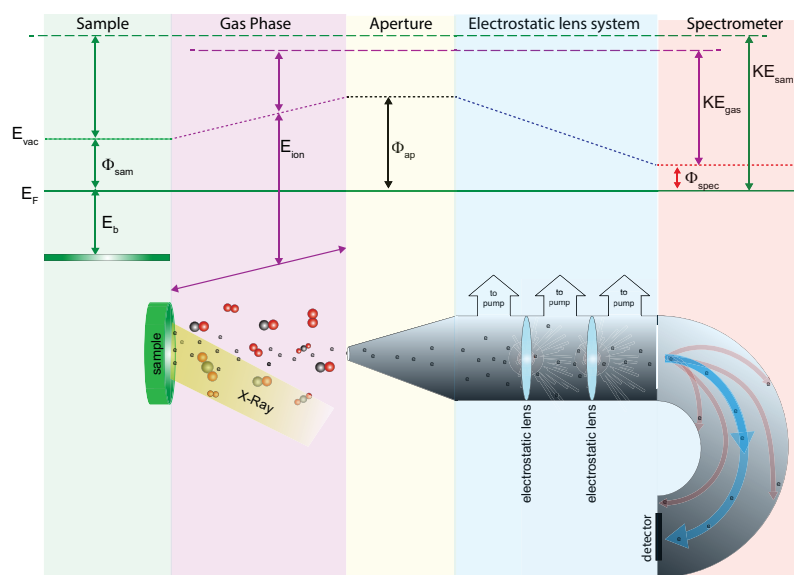 Sample
Gas Phase
Aperture
Electrostatic lens system
Spectrometer
KE_sam
KE_gas
E_vac
Φ_sam
E_ion
Φ_ap
Φ_spec
E_F
E_b
to
pump
to
pump
to
pump
sample
X-Ray
electrostatic lens
electrostatic lens
detector